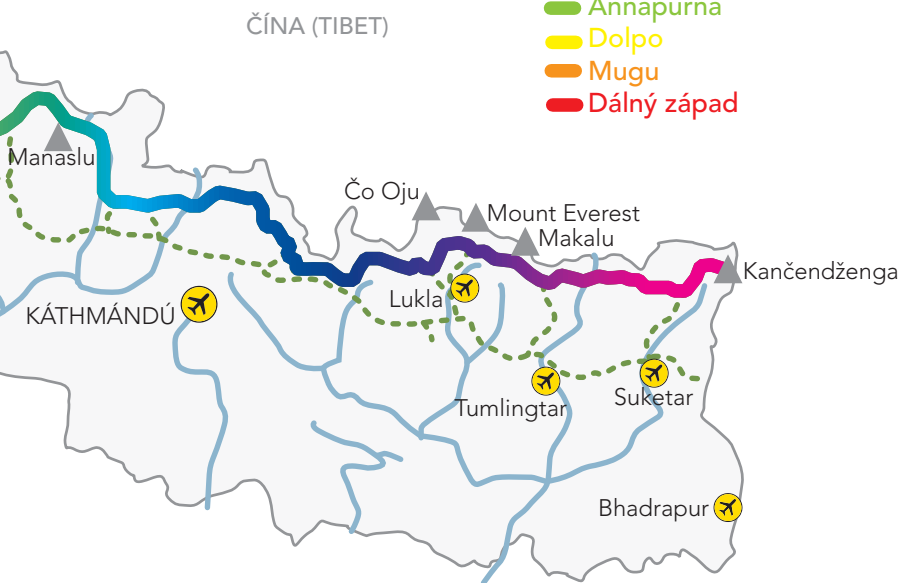 Annapurna
ČÍNA (TIBET)
Dolpo
Mugu
Dálný západ
Manaslu
Čo Oju
Mount Everest
Makalu
Kančendženga
Lukla
KÁTHMÁNDÚ
Suketar
Tumlingtar
Bhadrapur